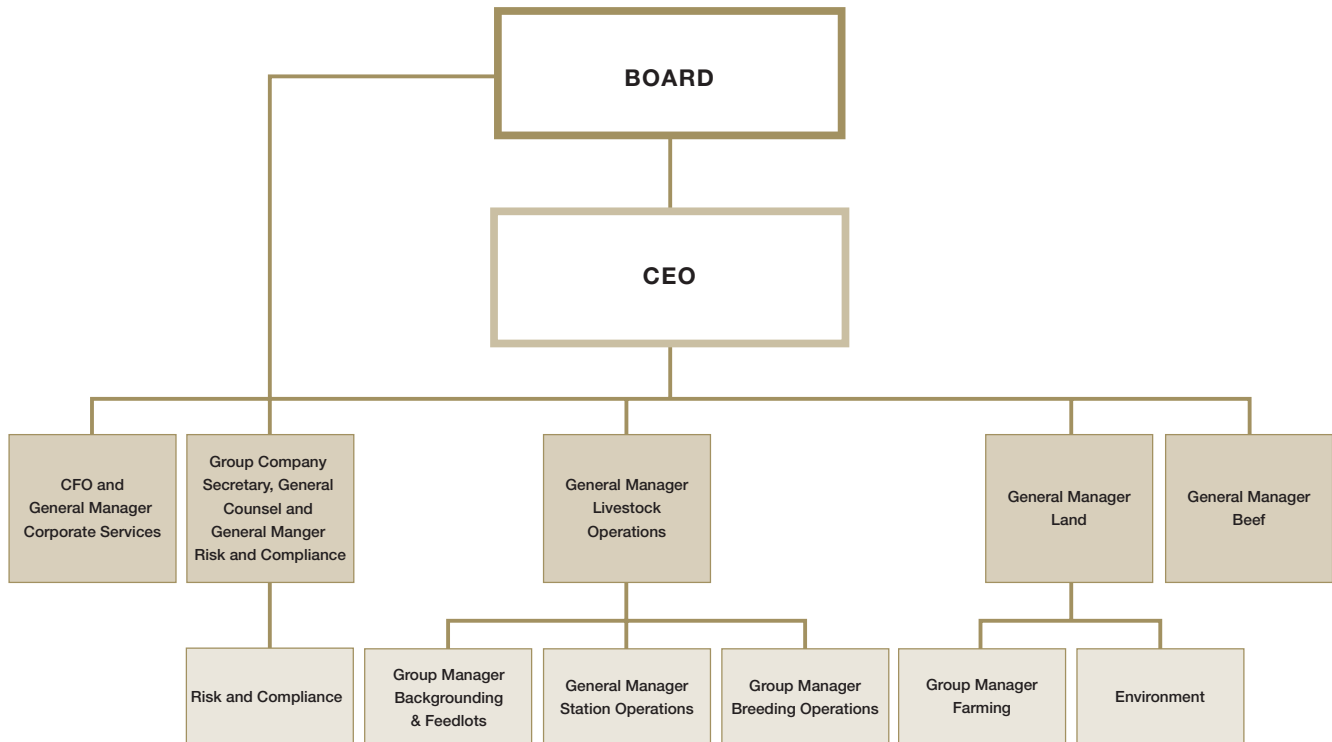 BOARD
CEO
CFO and
General Manager
Corporate Services
Group Company
Secretary, General
Counsel and
General Manger
Risk and Compliance
General Manager
Livestock
Operations
General Manager
Land
General Manager
Beef
Risk and Compliance
Group Manager
Backgrounding
& Feedlots
General Manager
Station Operations
Group Manager
Breeding Operations
Group Manager
Farming
Environment